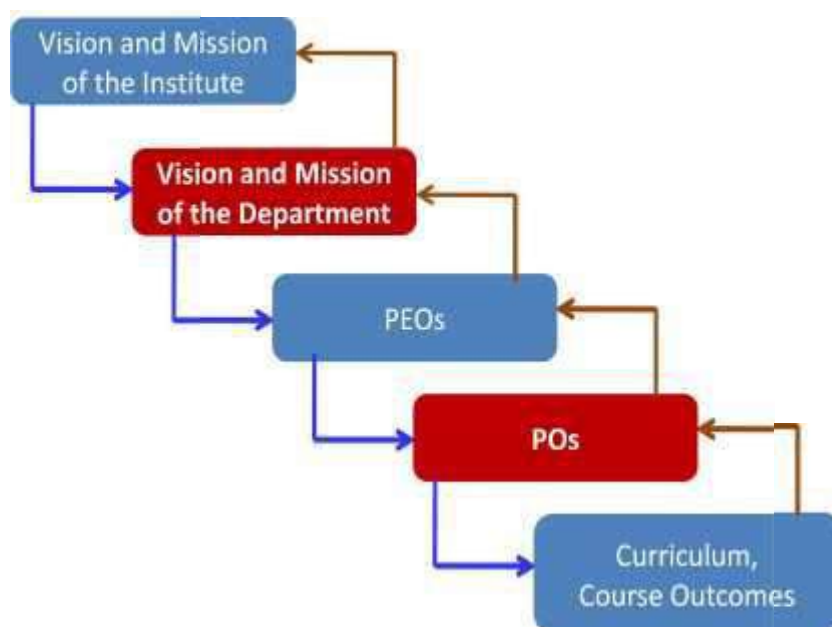 Vision and Mission
of the Institute
Vision and Mission
of the Department
PEOs
POs
Curriculum,
Course Outcomes